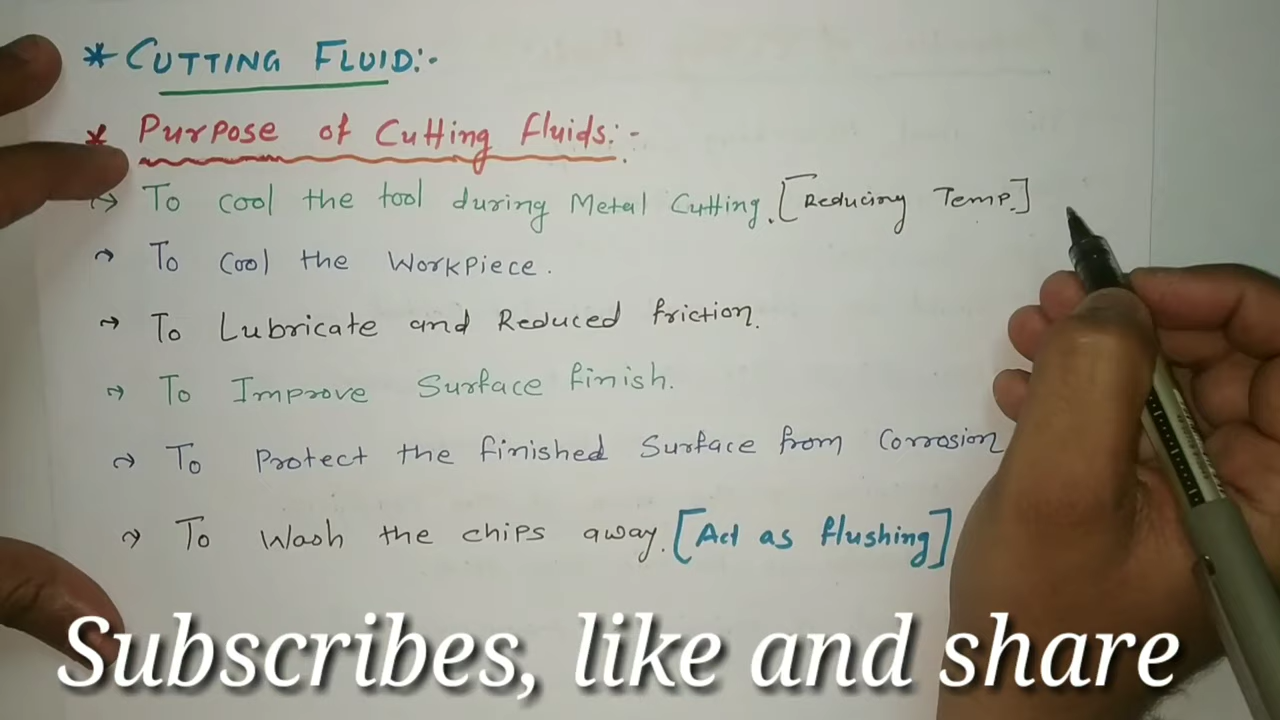 * CUTTING FLUID:-
* Purpose of Cutting Fluids:-
→ To cool the tool during Metal Cutting. [Reducing Temp.]
→ To Cool the Workpiece.
→ To Lubricate and Reduced friction.
→ To Improve Surface finish.
→ To Protect the finished Surface from Corrosion
→ To Wash the chips away. [Act as flushing]
Subscribes, like and share